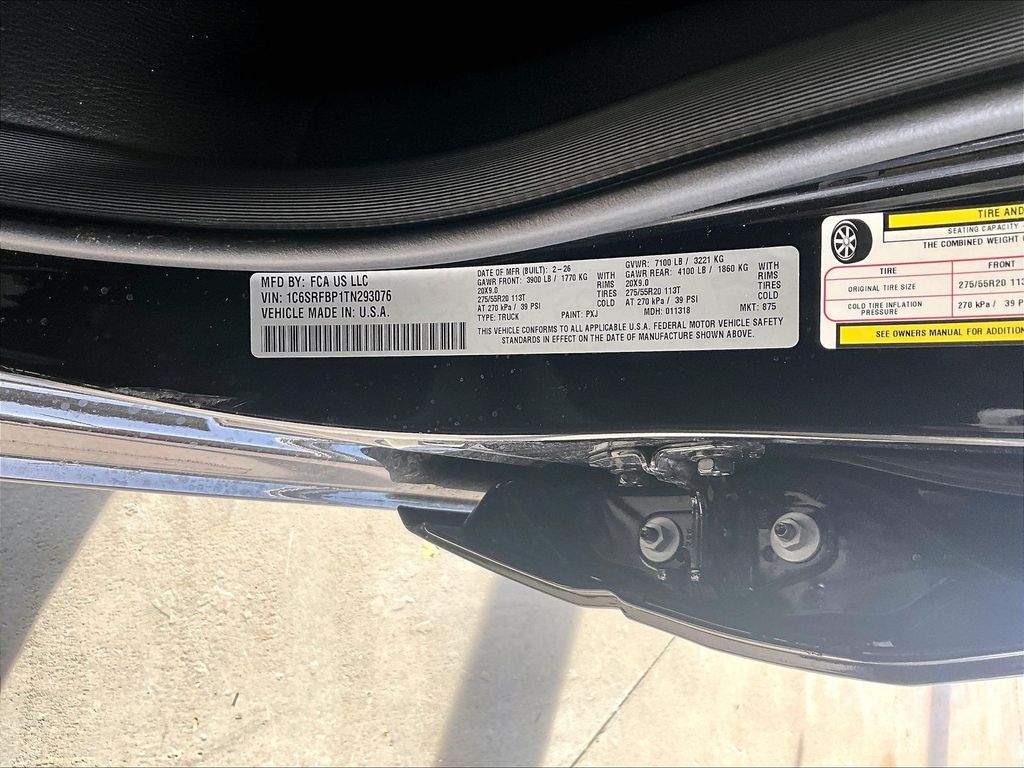 MFD BY: FCA US LLC
VIN: 1C6SRFBP1TN293076
VEHICLE MADE IN: U.S.A.
DATE OF MFR (BUILT): 2-26
GAWR FRONT: 3900 LB / 1770 KG WITH
20X9.0 RIMS
275/55R20 113T TIRES
AT 270 kPa / 39 PSI COLD
TYPE: TRUCK PAINT: PXJ
GVWR: 7100 LB / 3221 KG
GAWR REAR: 4100 LB / 1860 KG WITH
20X9.0 RIMS
275/55R20 113T TIRES
AT 270 kPa / 39 PSI COLD
MDH: 011318 MKT: 875
THIS VEHICLE CONFORMS TO ALL APPLICABLE U.S.A. FEDERAL MOTOR VEHICLE SAFETY
STANDARDS IN EFFECT ON THE DATE OF MANUFACTURE SHOWN ABOVE.
TIRE AND
SEATING CAPACITY
THE COMBINED WEIGHT
TIRE FRONT
ORIGINAL TIRE SIZE 275/55R20 113
COLD TIRE INFLATION
PRESSURE 270 kPa / 39
SEE OWNERS MANUAL FOR ADDITION